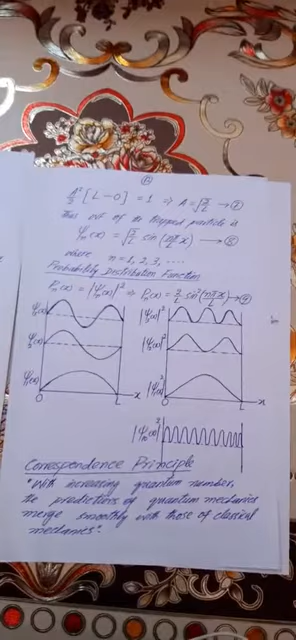 A²/2 [L-0] = 1 ⇒ A = √2/L → ⑦
Thus wf of the trapped particle is
ψn(x) = √2/L sin (nπ/L x) → ⑧
where n = 1, 2, 3, ....
Probability Distribution Function
Pn(x) = |ψn(x)|² ⇒ Pn(x) = 2/L sin²(nπx/L) → ⑨
ψ3(x) |ψ3(x)|²
ψ2(x) |ψ2(x)|²
ψ1(x) |ψ1(x)|²
0 L x 0 L x
|ψn(x)|²
Correspondence Principle
"With increasing quantum number,
the predictions of quantum mechanics
merge smoothly with those of classical
mechanics".